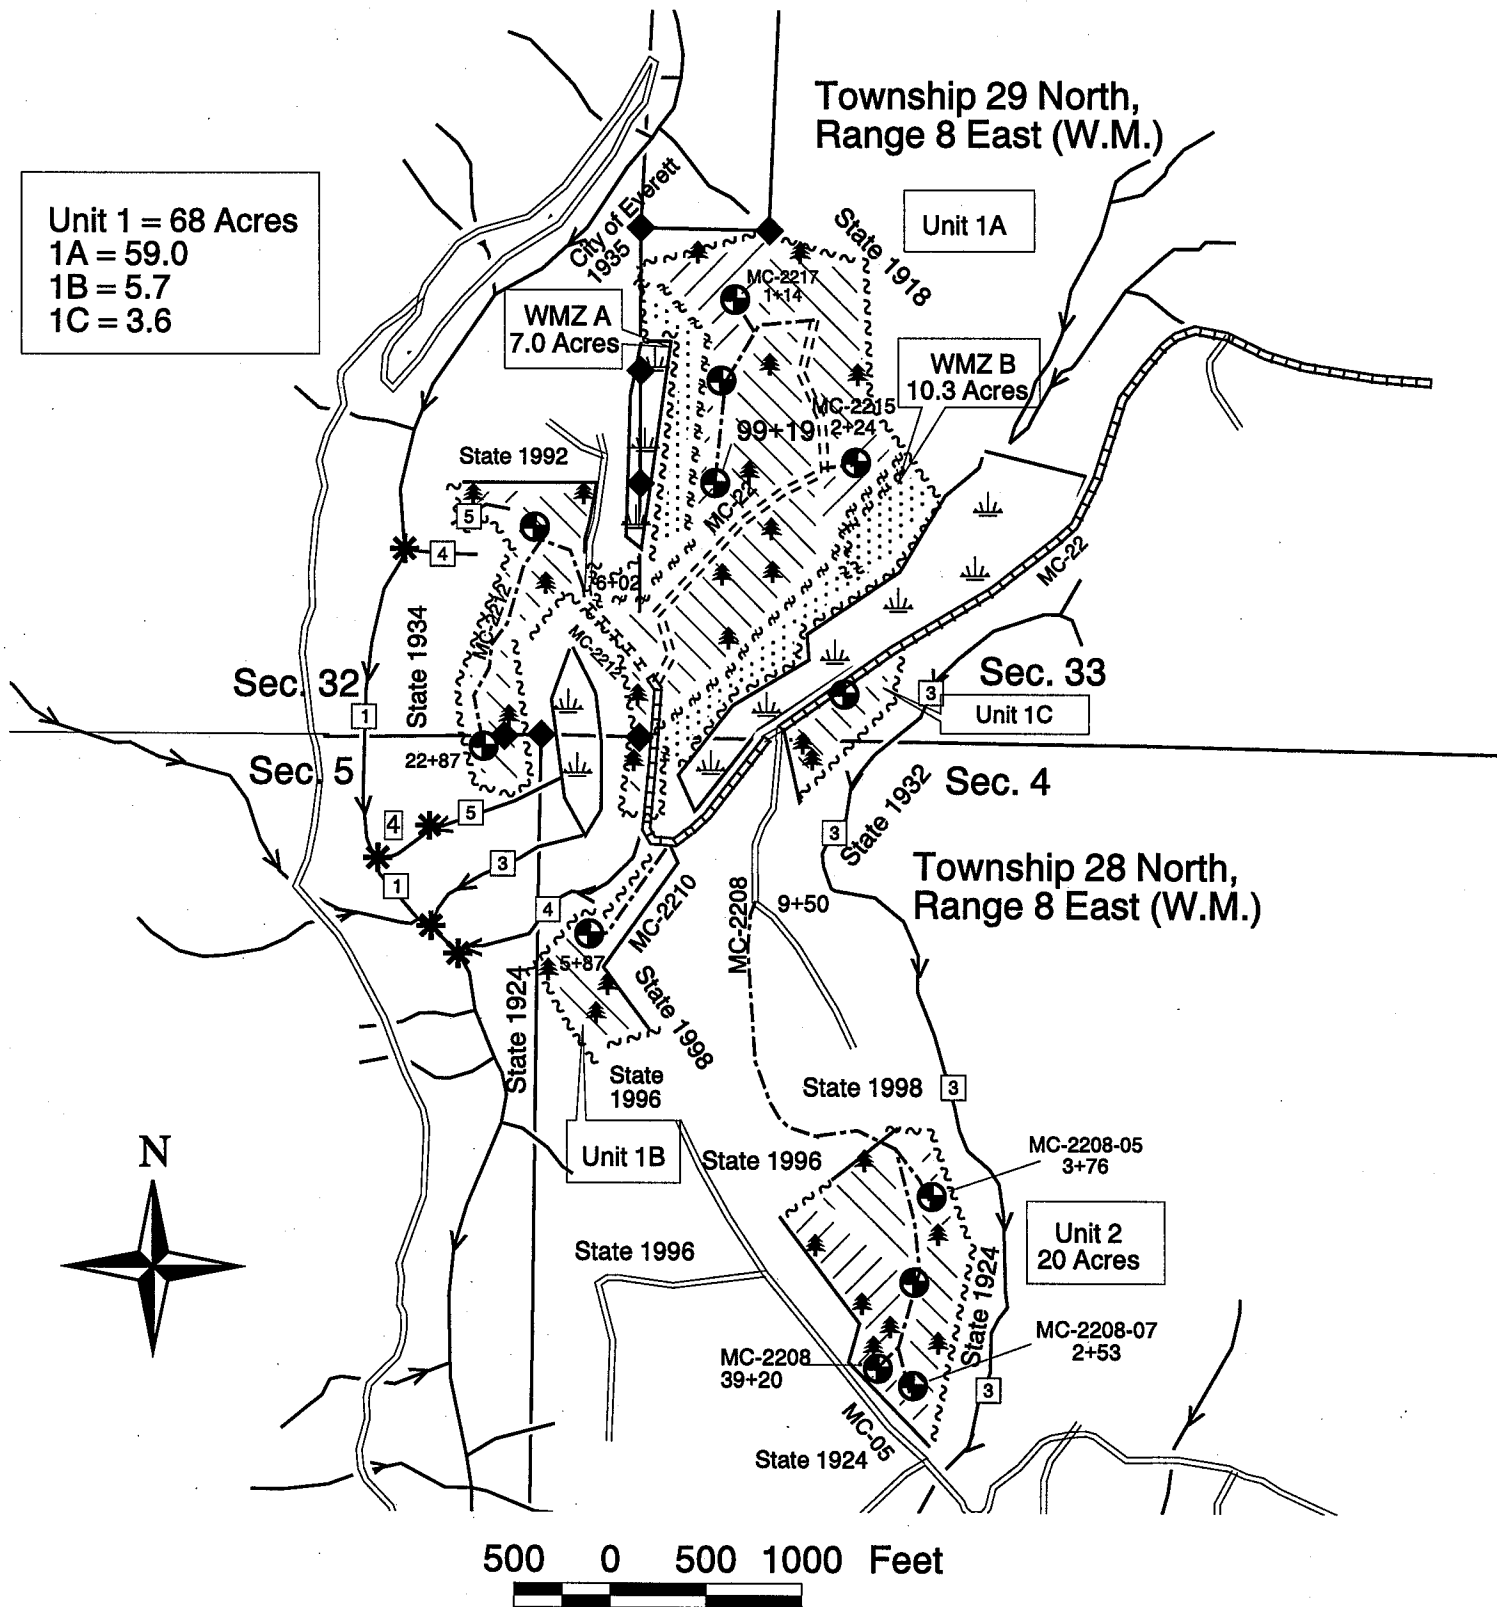 Township 29 North,
Range 8 East (W.M.)
Unit 1 = 68 Acres
1A = 59.0
1B = 5.7
1C = 3.6
City of Everett
1935
State 1918
Unit 1A
MC-2217
1+14
WMZ A
7.0 Acres
WMZ B
10.3 Acres
MC-2215
2+24
99+19
State 1992
MC-22
5
4
MC-22
6+02
MC-2212
MC-2212
State 1934
Sec. 32
Sec. 33
3
Unit 1C
1
22+87
Sec. 5
Sec. 4
State 1932
5
4
3
3
Township 28 North,
Range 8 East (W.M.)
1
4
MC-2210
MC-2208
9+50
5+87
State 1924
State 1998
State
1996
State 1998
3
N
Unit 1B
State 1996
MC-2208-05
3+76
Unit 2
20 Acres
State 1996
State 1924
MC-2208-07
2+53
MC-2208
39+20
3
MC-05
State 1924
500 0 500 1000 Feet